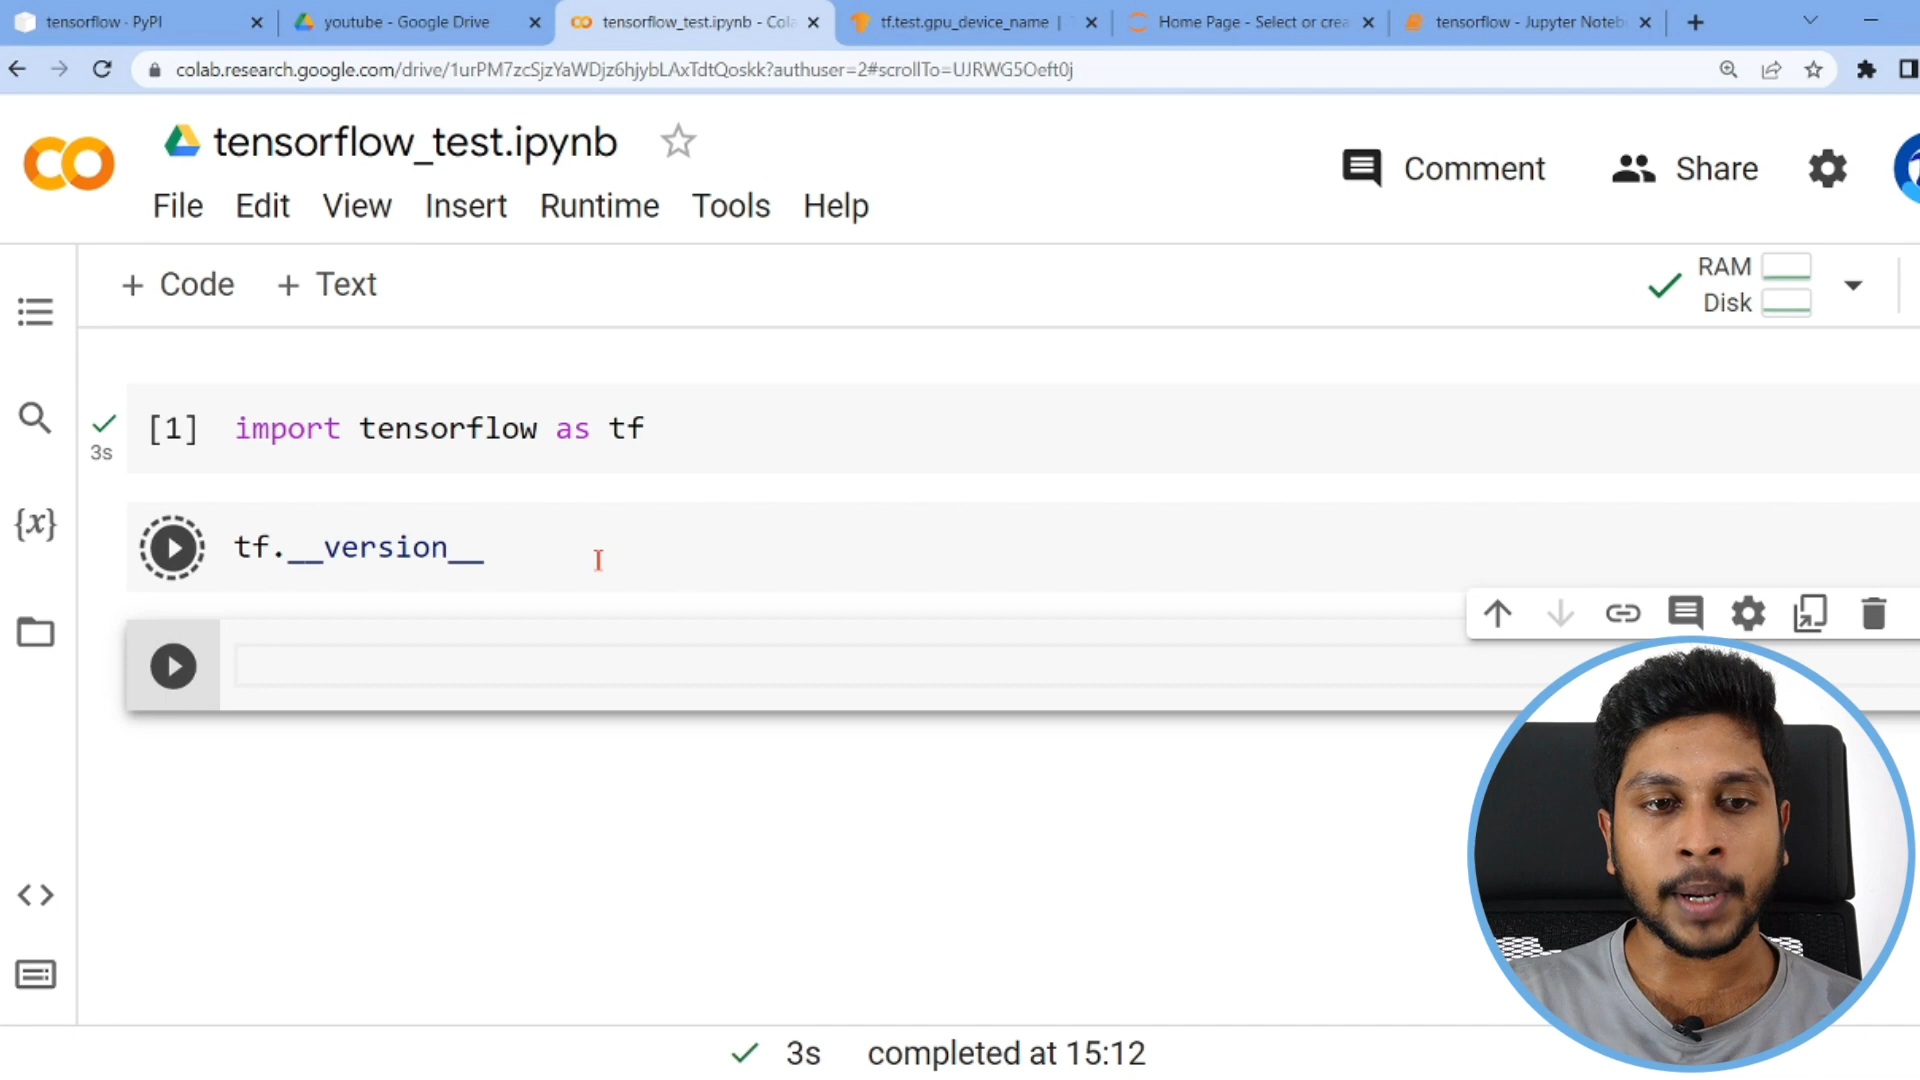 tensorflow · PyPI
youtube - Google Drive
tensorflow_test.ipynb - Cola
tf.test.gpu_device_name | T
Home Page - Select or crea
tensorflow - Jupyter Noteb
colab.research.google.com/drive/1urPM7zcSjzYaWDjz6hjybLAxTdtQoskk?authuser=2#scrollTo=UJRWG5Oeft0j
CO
tensorflow_test.ipynb
Comment
Share
File Edit View Insert Runtime Tools Help
+ Code + Text
RAM
Disk
[1] import tensorflow as tf
3s
{x}
tf.__version__
3s completed at 15:12